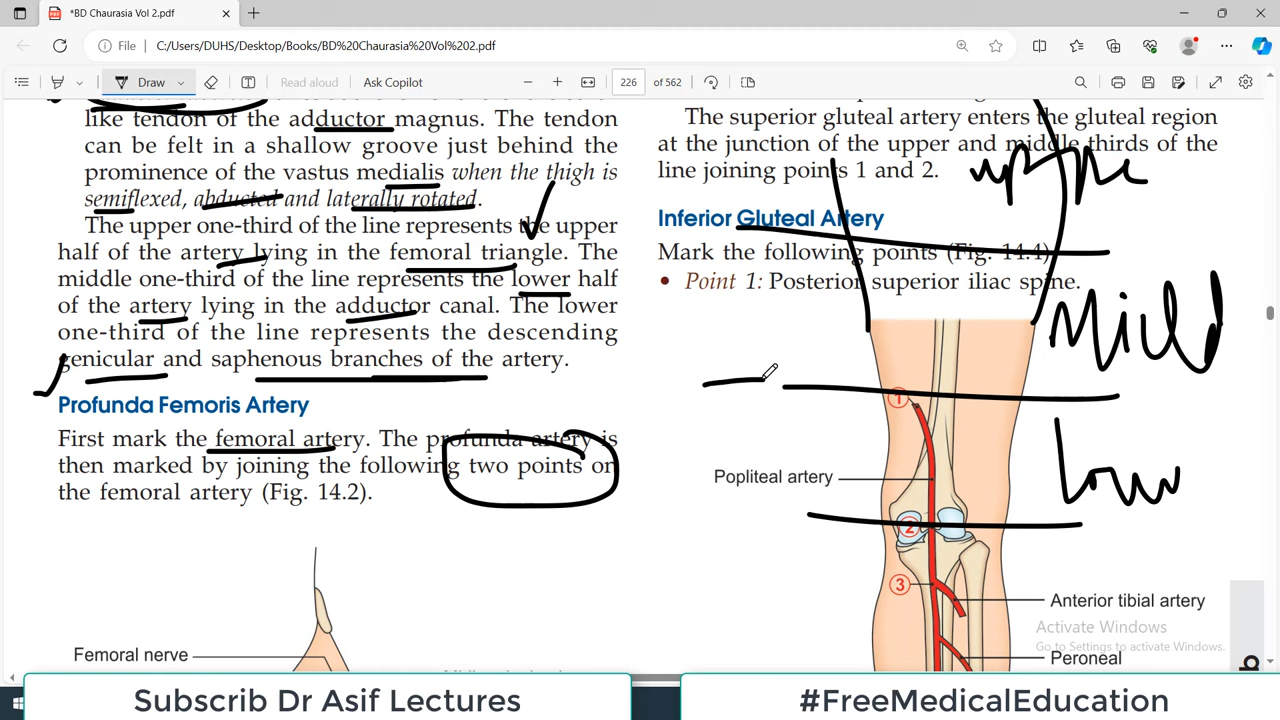 *BD Chaurasia Vol 2.pdf
File
C:/Users/DUHS/Desktop/Books/BD%20Chaurasia%20Vol%202.pdf
Draw
Read aloud
Ask Copilot
226
of 562
like tendon of the adductor magnus. The tendon
can be felt in a shallow groove just behind the
prominence of the vastus medialis when the thigh is
semiflexed, abducted and laterally rotated.
The upper one-third of the line represents the upper
half of the artery lying in the femoral triangle. The
middle one-third of the line represents the lower half
of the artery lying in the adductor canal. The lower
one-third of the line represents the descending
genicular and saphenous branches of the artery.
Profunda Femoris Artery
First mark the femoral artery. The profunda artery is
then marked by joining the following two points on
the femoral artery (Fig. 14.2).
Femoral nerve
The superior gluteal artery enters the gluteal region
at the junction of the upper and middle thirds of the
line joining points 1 and 2.
Inferior Gluteal Artery
Mark the following points (Fig. 14.4)
• Point 1: Posterior superior iliac spine.
1
Popliteal artery
2
3
Anterior tibial artery
Peroneal
Activate Windows
Go to Settings to activate Windows.
Subscrib Dr Asif Lectures
#FreeMedicalEducation